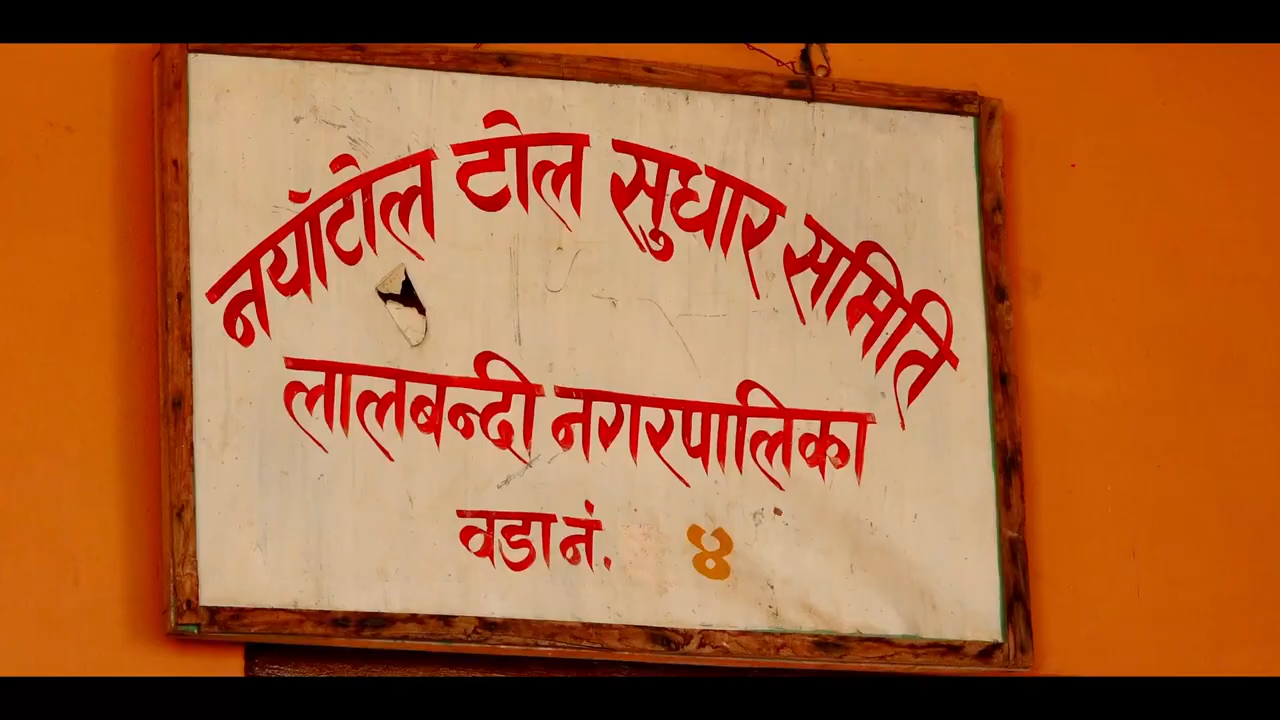 नयाँटोल टोल सुधार समिति
लालबन्दी नगरपालिका
वडा नं. ४